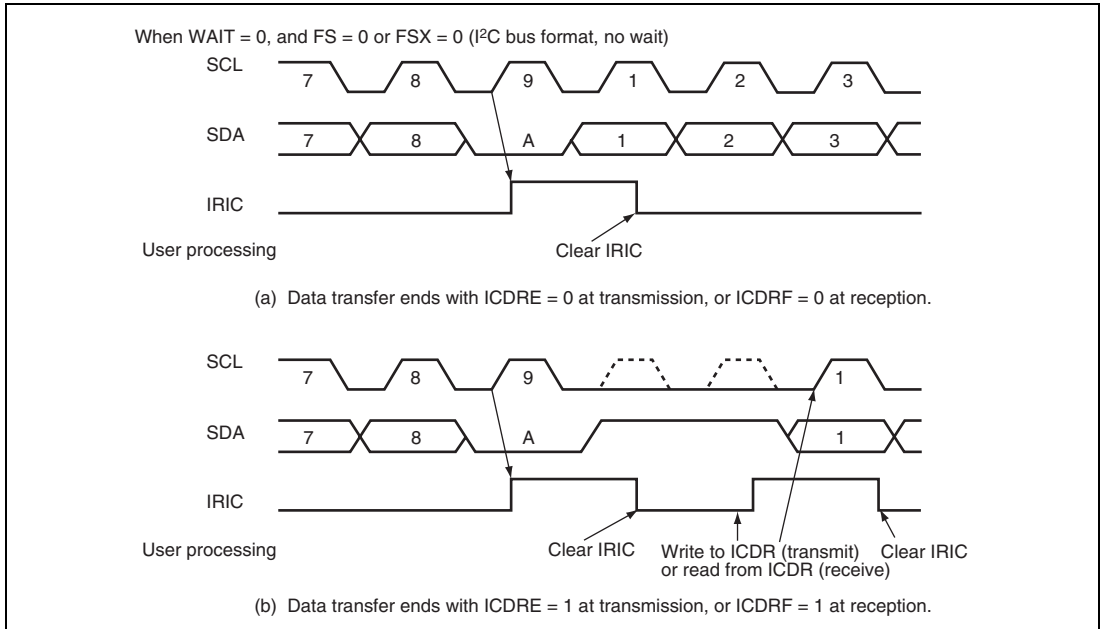 When WAIT = 0, and FS = 0 or FSX = 0 (I²C bus format, no wait)
SCL 7 8 9 1 2 3
SDA 7 8 A 1 2 3
IRIC
User processing Clear IRIC
(a) Data transfer ends with ICDRE = 0 at transmission, or ICDRF = 0 at reception.
SCL 7 8 9 1
SDA 7 8 A 1
IRIC
User processing Clear IRIC Write to ICDR (transmit) Clear IRIC
or read from ICDR (receive)
(b) Data transfer ends with ICDRE = 1 at transmission, or ICDRF = 1 at reception.